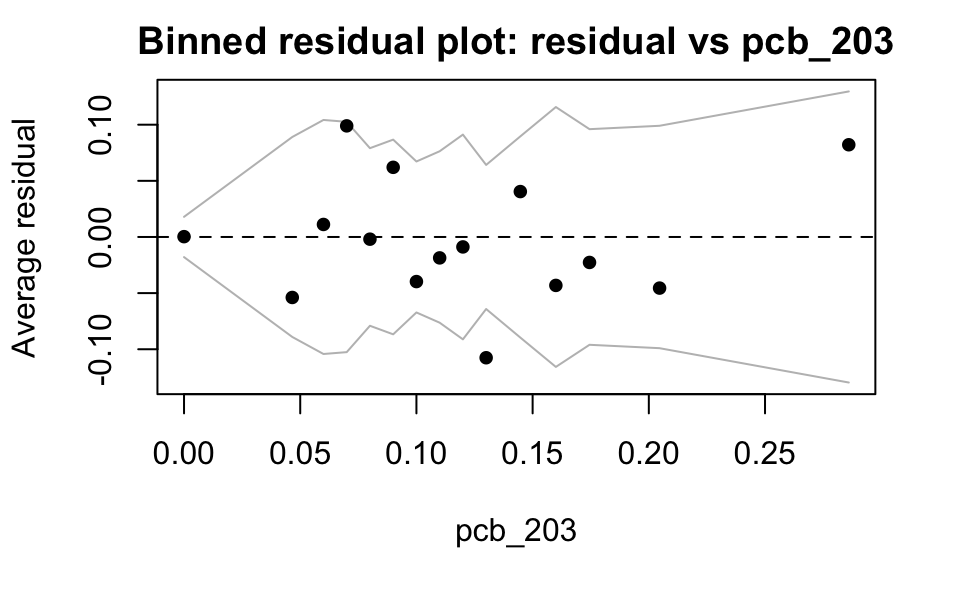 Binned residual plot: residual vs pcb_203
Average residual
0.10
0.00
-0.10
0.00 0.05 0.10 0.15 0.20 0.25
pcb_203